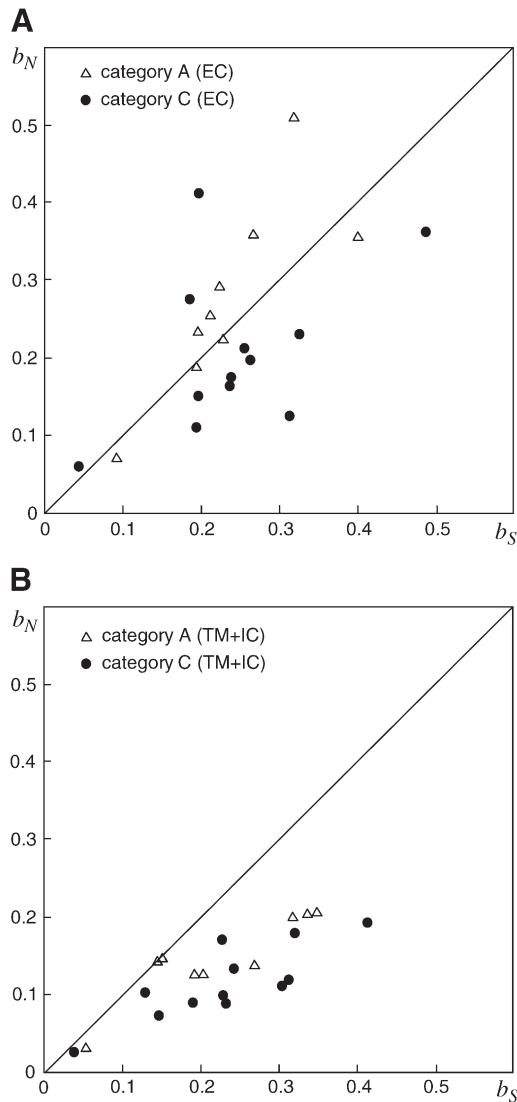 A
b_N
category A (EC)
category C (EC)
0.5
0.4
0.3
0.2
0.1
0
0 0.1 0.2 0.3 0.4 0.5 b_S
B
b_N
category A (TM+IC)
category C (TM+IC)
0.5
0.4
0.3
0.2
0.1
0
0 0.1 0.2 0.3 0.4 0.5 b_S